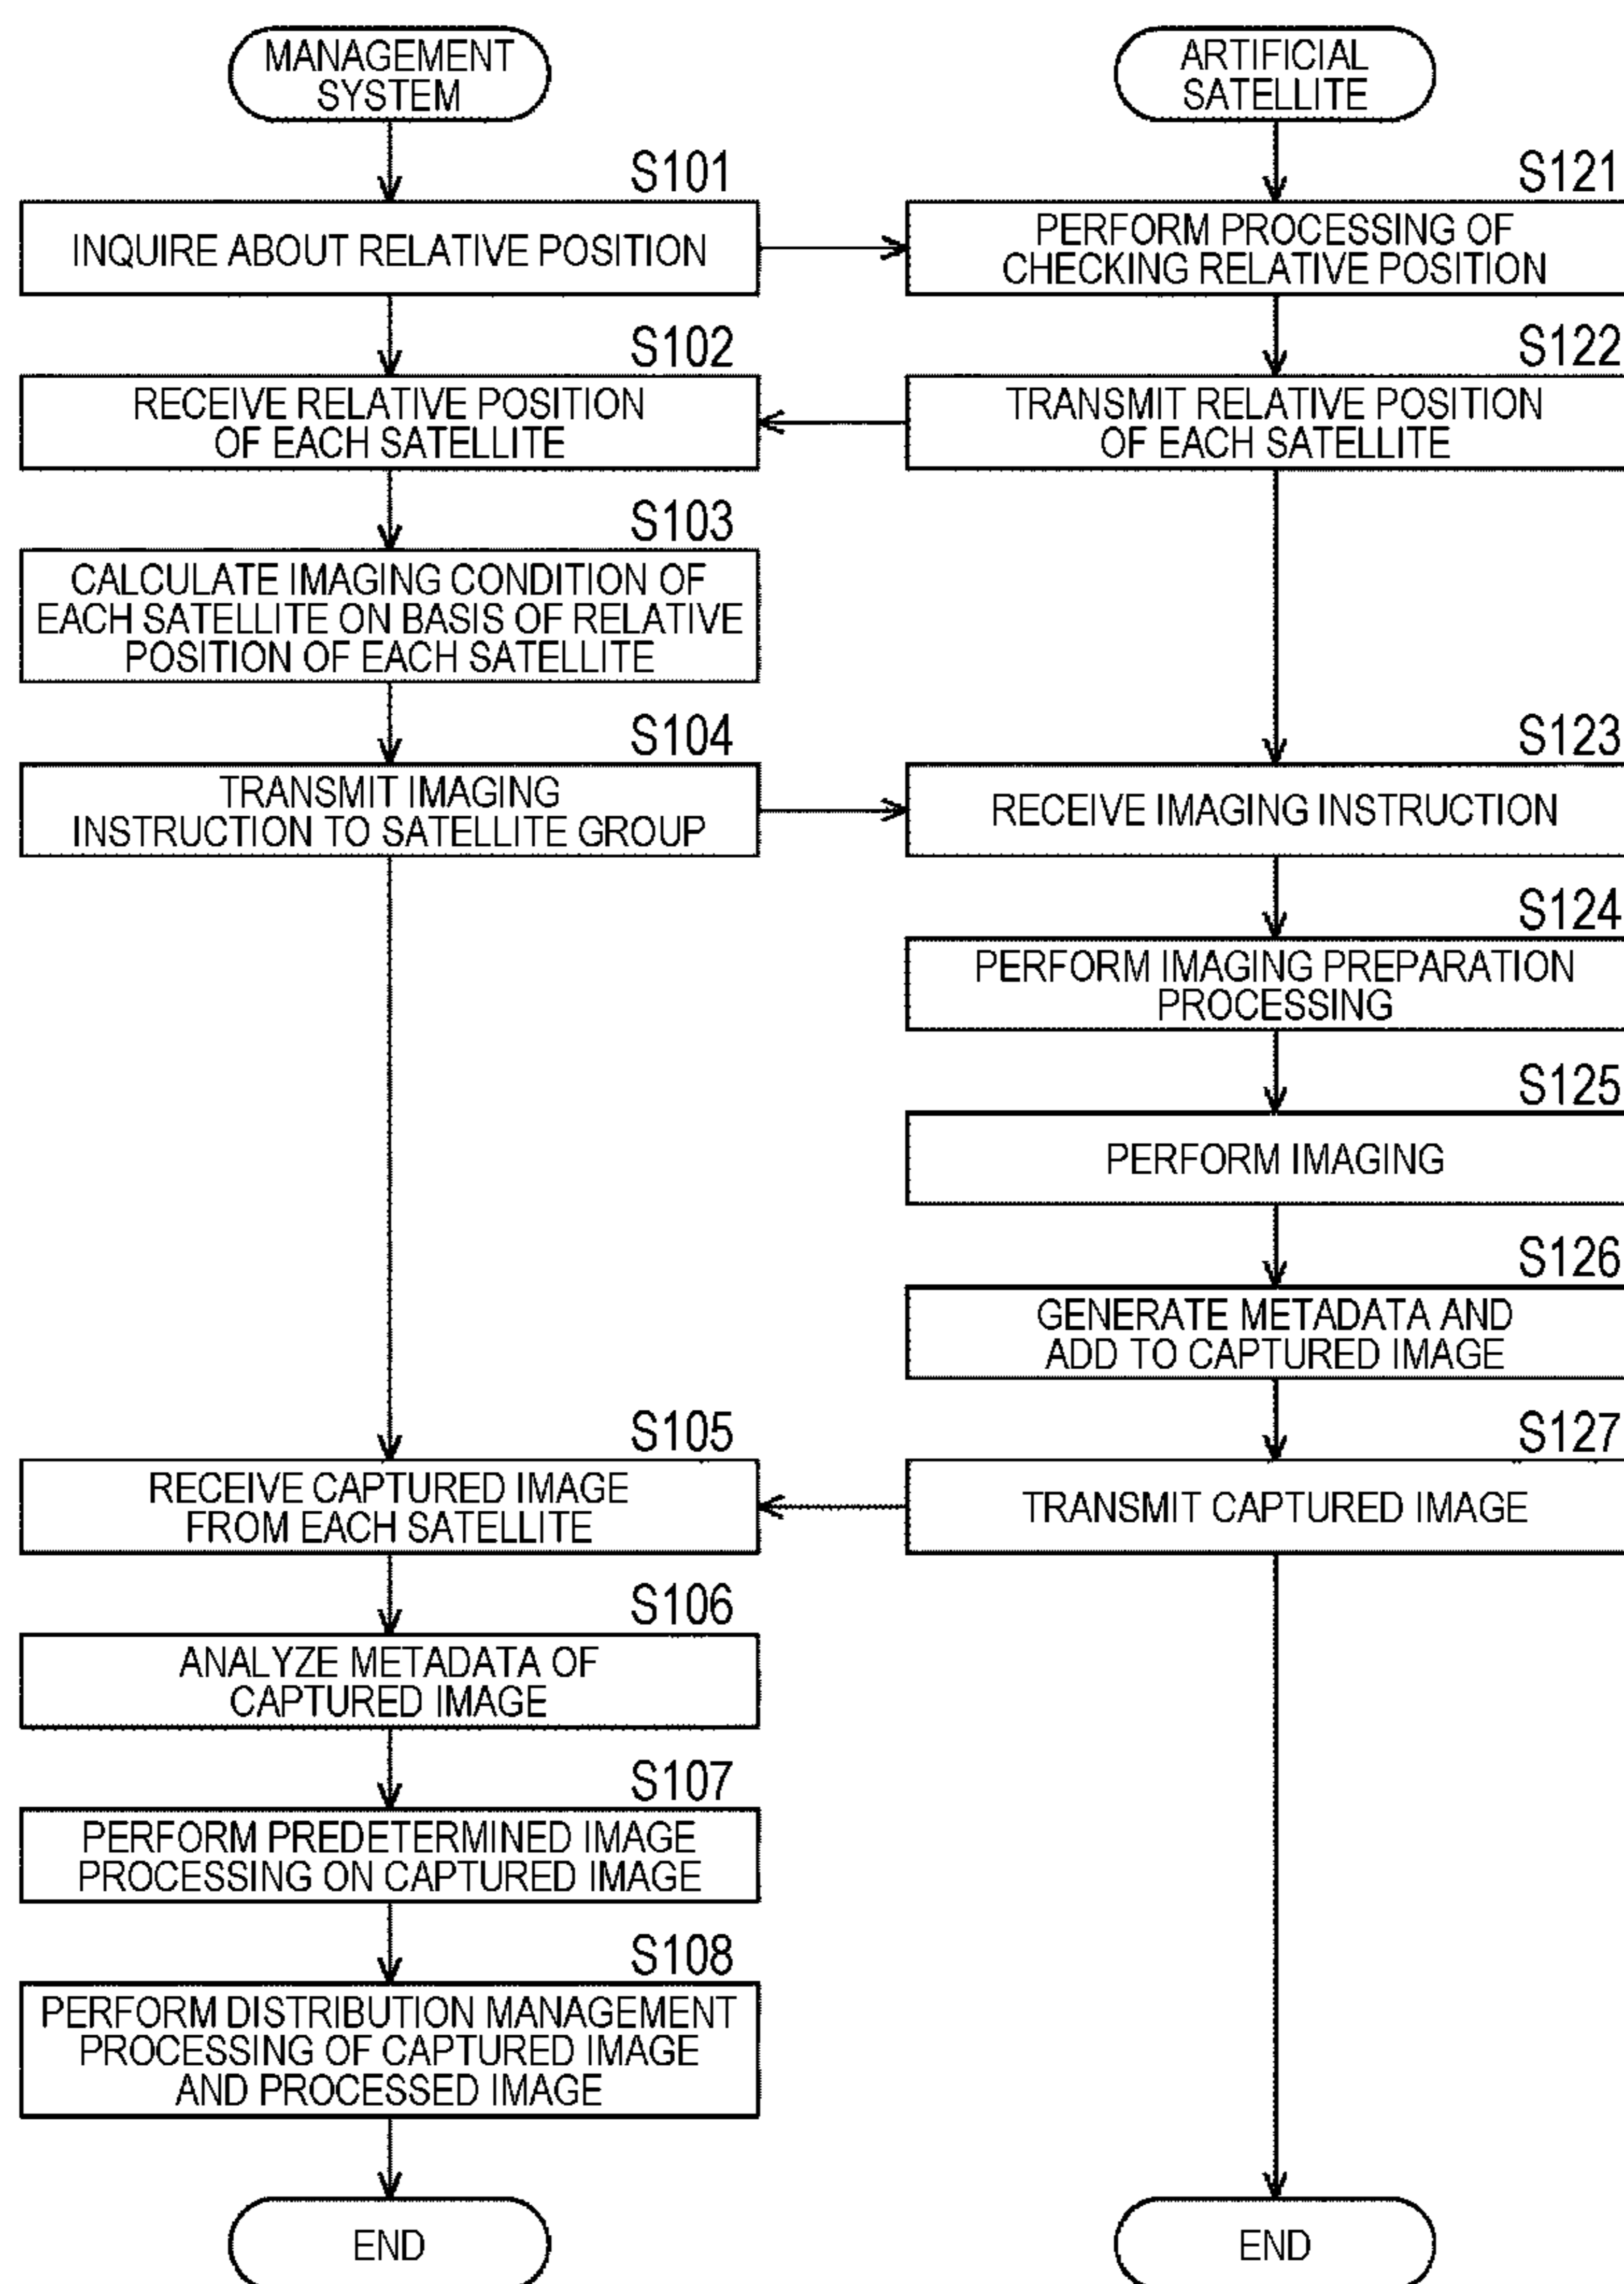 MANAGEMENT
SYSTEM
S101
INQUIRE ABOUT RELATIVE POSITION
S102
RECEIVE RELATIVE POSITION
OF EACH SATELLITE
S103
CALCULATE IMAGING CONDITION OF
EACH SATELLITE ON BASIS OF RELATIVE
POSITION OF EACH SATELLITE
S104
TRANSMIT IMAGING
INSTRUCTION TO SATELLITE GROUP
S105
RECEIVE CAPTURED IMAGE
FROM EACH SATELLITE
S106
ANALYZE METADATA OF
CAPTURED IMAGE
S107
PERFORM PREDETERMINED IMAGE
PROCESSING ON CAPTURED IMAGE
S108
PERFORM DISTRIBUTION MANAGEMENT
PROCESSING OF CAPTURED IMAGE
AND PROCESSED IMAGE
END
ARTIFICIAL
SATELLITE
S121
PERFORM PROCESSING OF
CHECKING RELATIVE POSITION
S122
TRANSMIT RELATIVE POSITION
OF EACH SATELLITE
S123
RECEIVE IMAGING INSTRUCTION
S124
PERFORM IMAGING PREPARATION
PROCESSING
S125
PERFORM IMAGING
S126
GENERATE METADATA AND
ADD TO CAPTURED IMAGE
S127
TRANSMIT CAPTURED IMAGE
END